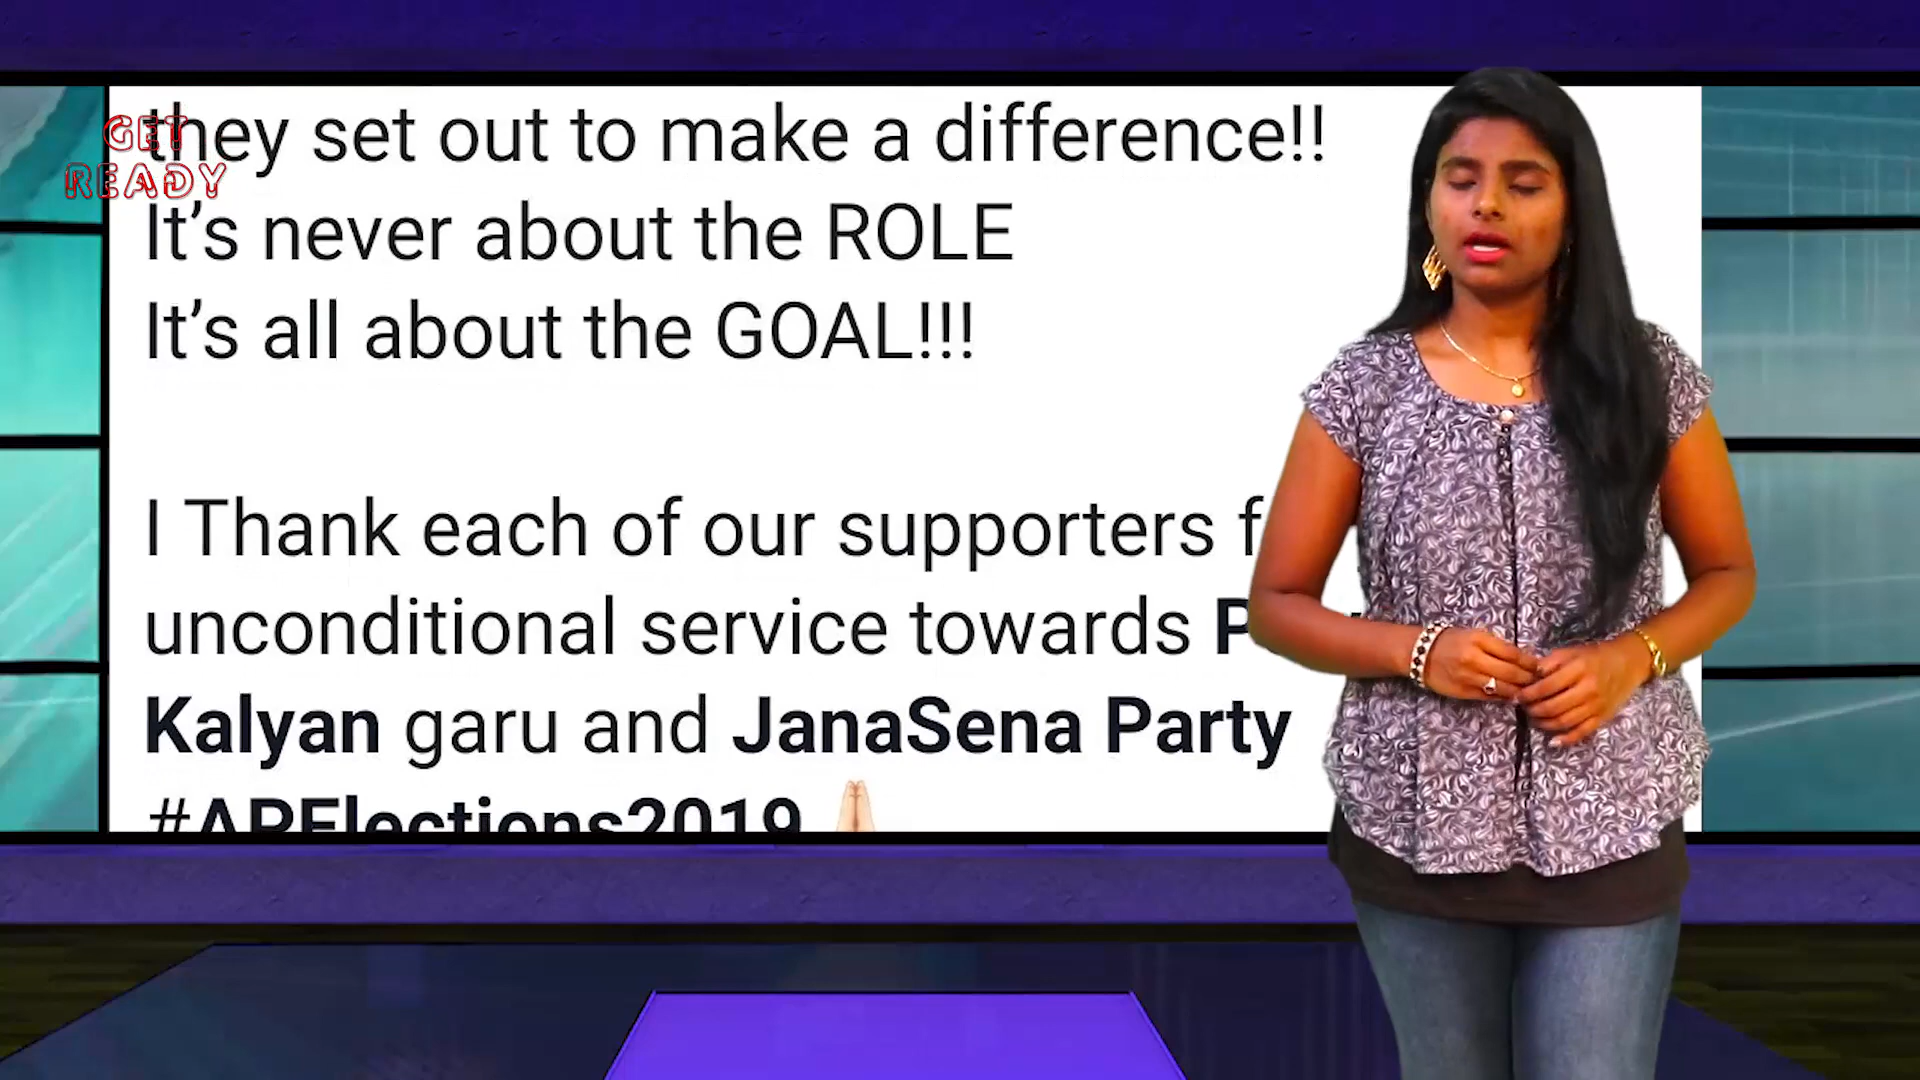 GET
READY
they set out to make a difference!!
It's never about the ROLE
It's all about the GOAL!!!
I Thank each of our supporters
unconditional service towards
Kalyan garu and JanaSena Party
#APElections2019